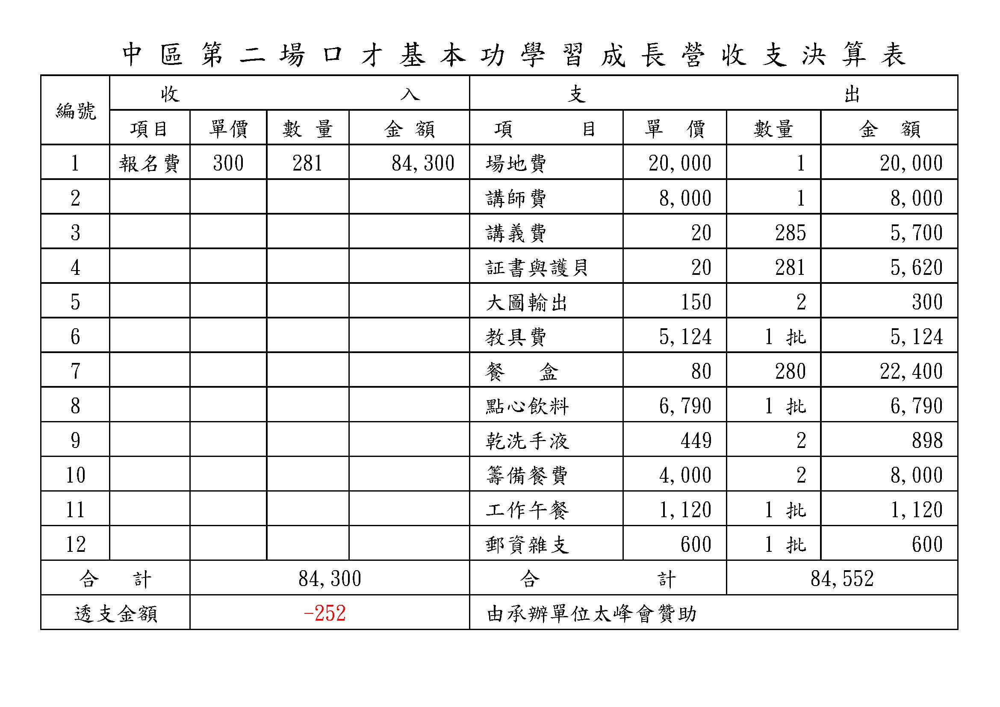 中區第二場口才基本功學習成長營收支決算表
編號 收入 支出
項目 單價 數量 金額 項目 單價 數量 金額
1 報名費 300 281 84,300 場地費 20,000 1 20,000
2 講師費 8,000 1 8,000
3 講義費 20 285 5,700
4 証書與護貝 20 281 5,620
5 大圖輸出 150 2 300
6 教具費 5,124 1 批 5,124
7 餐盒 80 280 22,400
8 點心飲料 6,790 1 批 6,790
9 乾洗手液 449 2 898
10 籌備餐費 4,000 2 8,000
11 工作午餐 1,120 1 批 1,120
12 郵資雜支 600 1 批 600
合計 84,300 合計 84,552
透支金額 -252 由承辦單位太峰會贊助